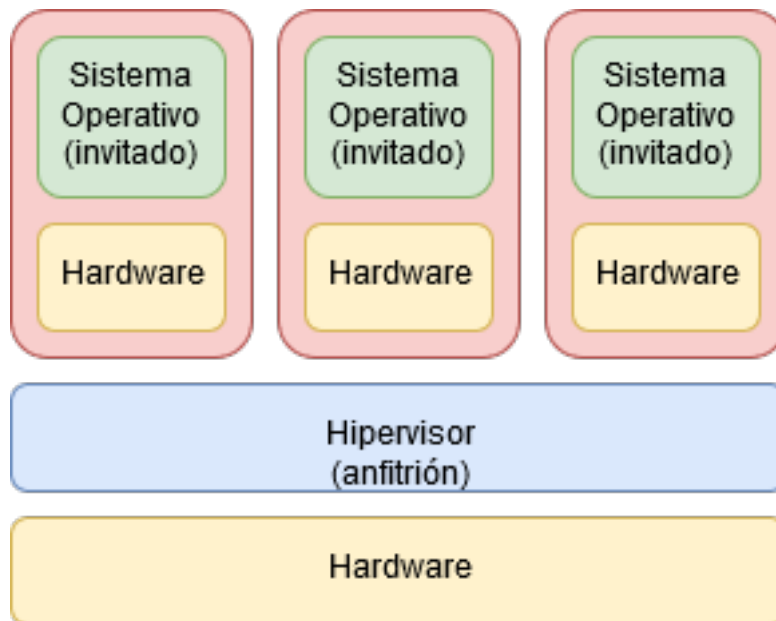 Sistema
Operativo
(invitado)
Sistema
Operativo
(invitado)
Sistema
Operativo
(invitado)
Hardware
Hardware
Hardware
Hipervisor
(anfitrión)
Hardware